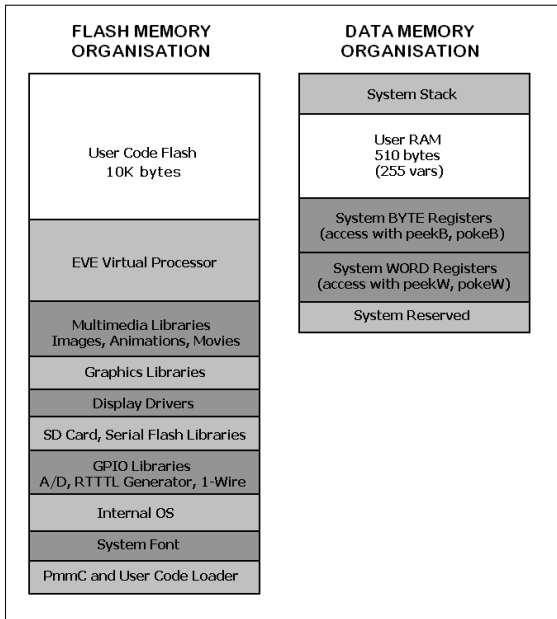 FLASH MEMORY
ORGANISATION
User Code Flash
10K bytes
EVE Virtual Processor
Multimedia Libraries
Images, Animations, Movies
Graphics Libraries
Display Drivers
SD Card, Serial Flash Libraries
GPIO Libraries
A/D, RTTTL Generator, 1-Wire
Internal OS
System Font
PmmC and User Code Loader
DATA MEMORY
ORGANISATION
System Stack
User RAM
510 bytes
(255 vars)
System BYTE Registers
(access with peekB, pokeB)
System WORD Registers
(access with peekW, pokeW)
System Reserved